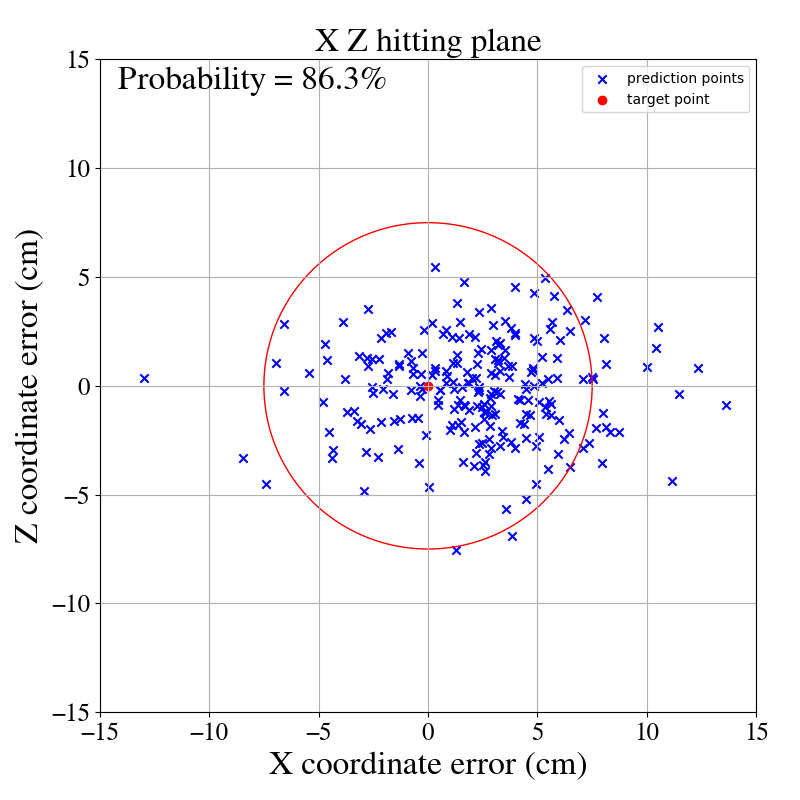 X Z hitting plane
Probability = 86.3%
prediction points
target point
Z coordinate error (cm)
15
10
5
0
−5
−10
−15
−15
−10
−5
0
5
10
15
X coordinate error (cm)